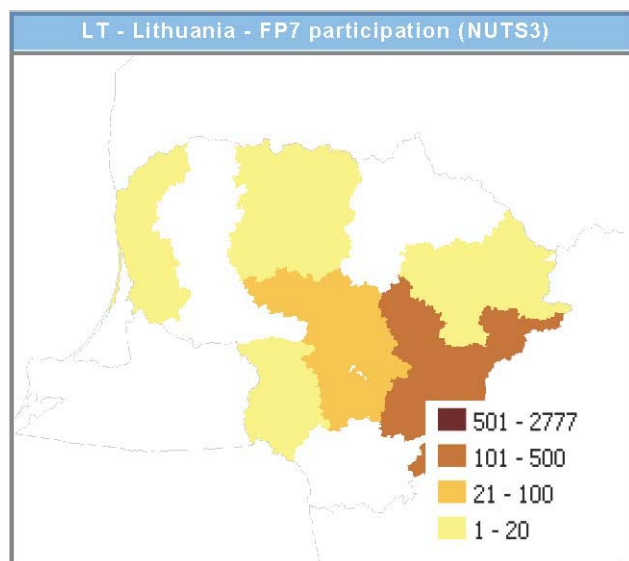 LT - Lithuania - FP7 participation (NUTS3)
501 - 2777
101 - 500
21 - 100
1 - 20